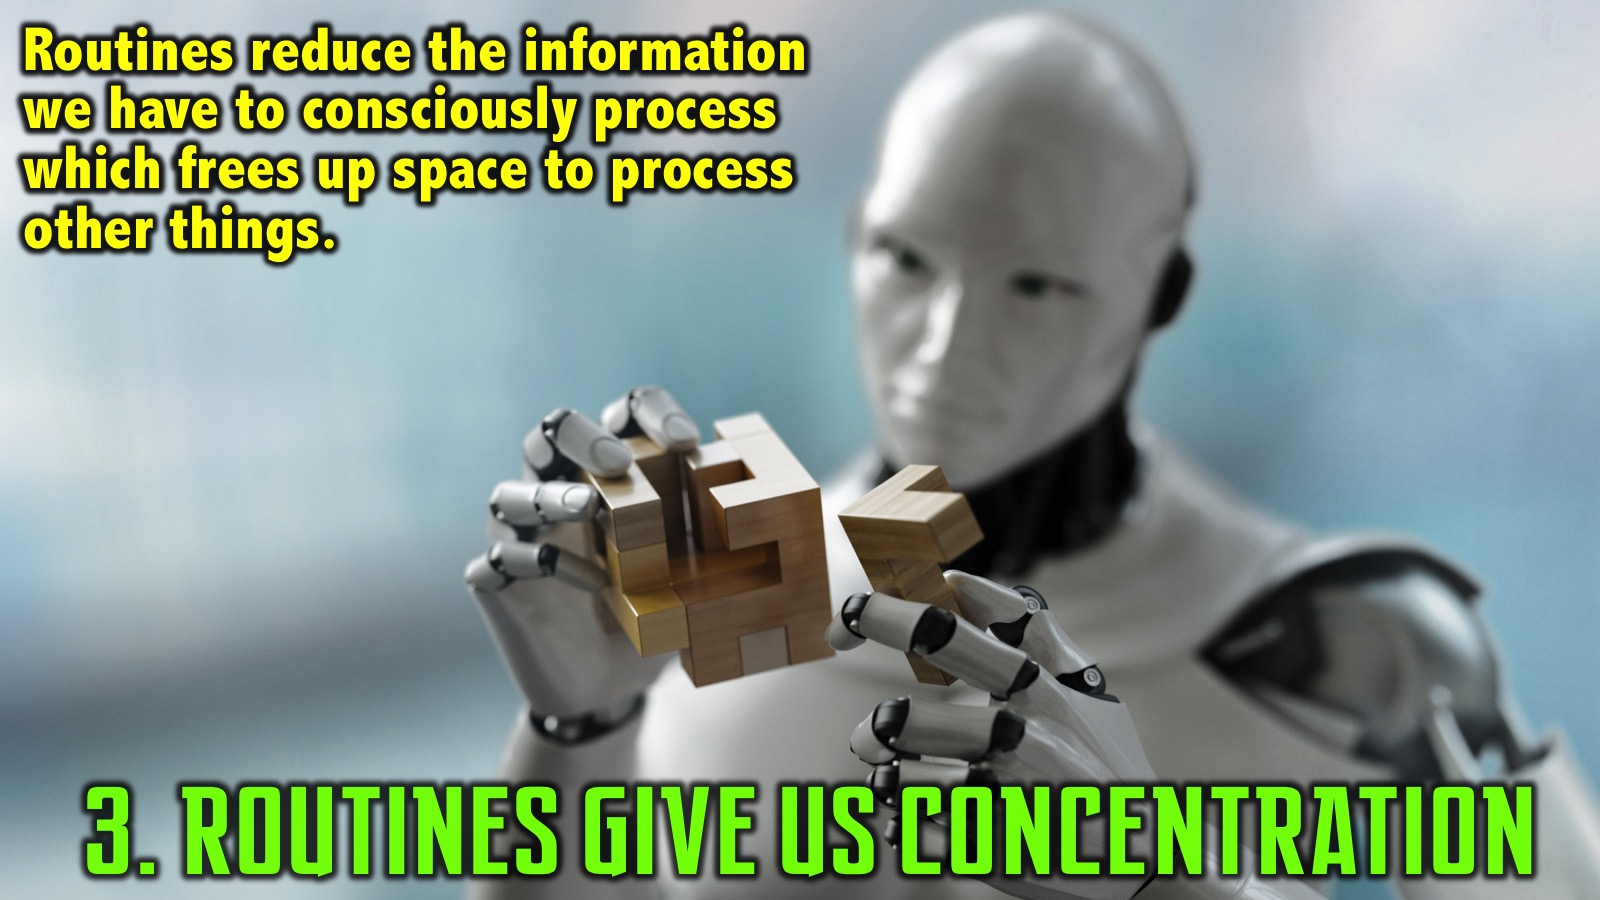 Routines reduce the information
we have to consciously process
which frees up space to process
other things.
3. ROUTINES GIVE US CONCENTRATION